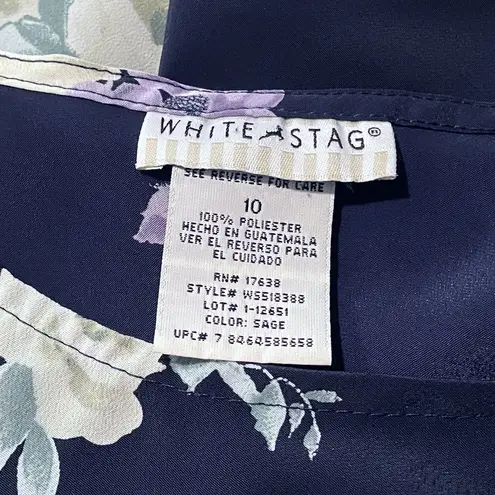 WHITE STAG®
SEE REVERSE FOR CARE
10
100% POLIESTER
HECHO EN GUATEMALA
VER EL REVERSO PARA
EL CUIDADO
RN# 17638
STYLE# WS518388
LOT# 1-12651
COLOR: SAGE
UPC# 7 8464585658